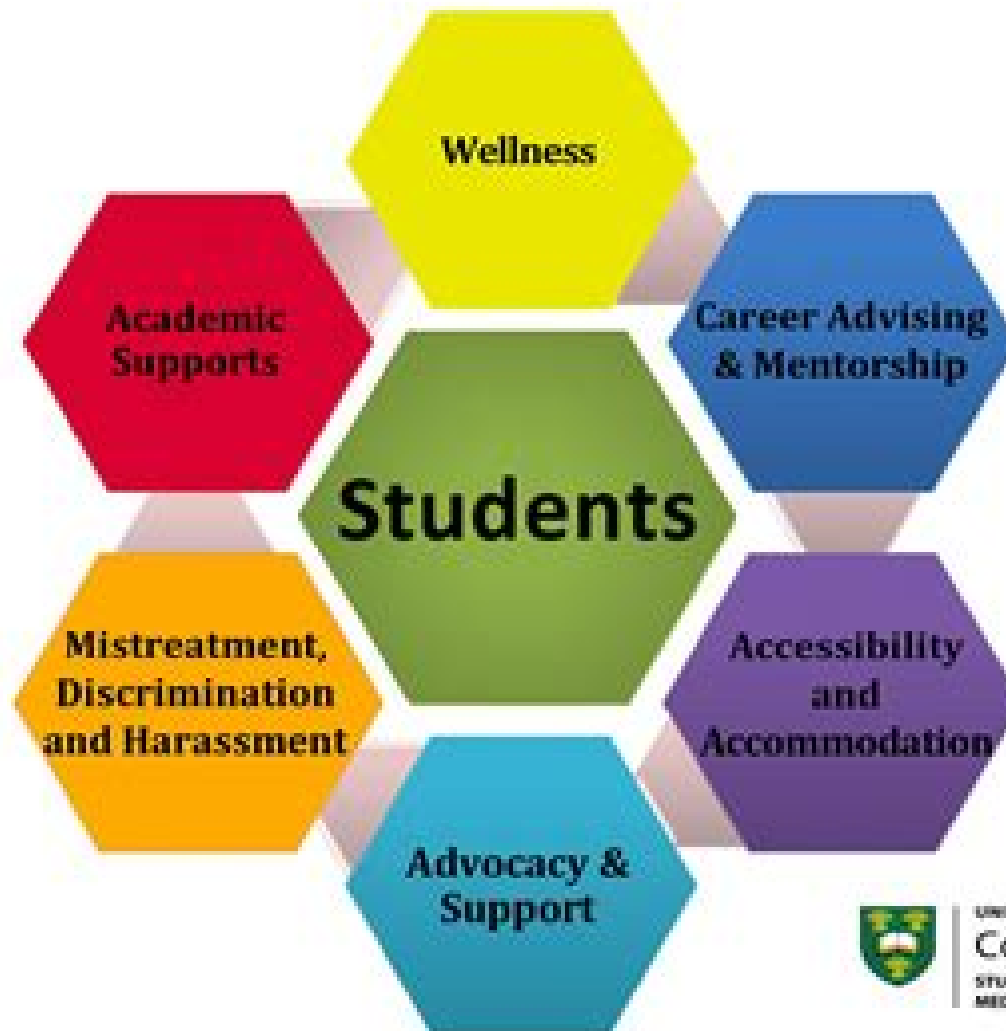 Wellness
Academic
Supports
Career Advising
& Mentorship
Students
Mistreatment,
Discrimination
and Harassment
Accessibility
and
Accommodation
Advocacy &
Support